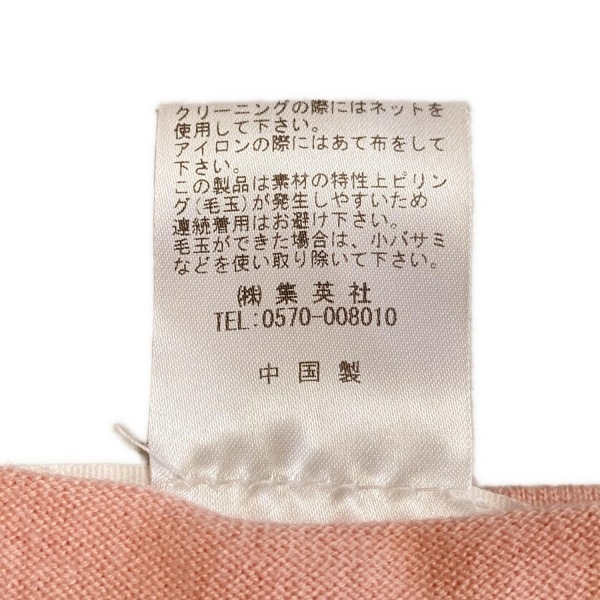 クリーニングの際にはネットを
使用して下さい。
アイロンの際にはあて布をして
下さい。
この製品は素材の特性上ピリン
グ(毛玉)が発生しやすいため
連続着用はお避け下さい。
毛玉ができた場合は、小バサミ
などを使い取り除いて下さい。
㈱集英社
TEL:0570-008010
中国製